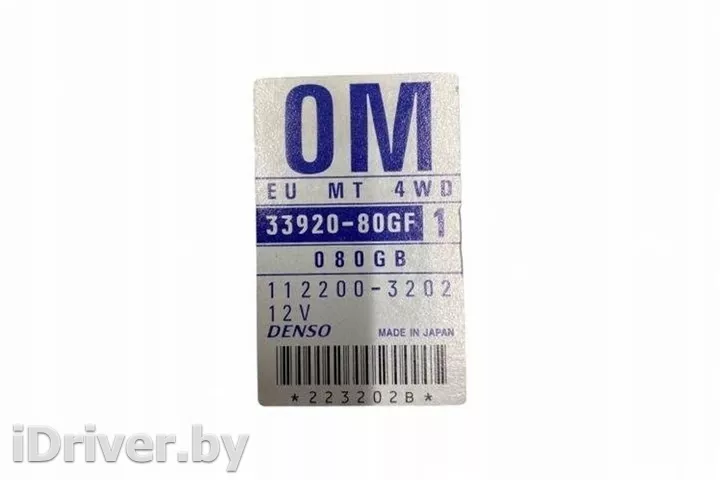 OM
EU MT 4WD
33920-80GF 1
080GB
112200-3202
12V
DENSO MADE IN JAPAN
*223202B*
iDriver.by